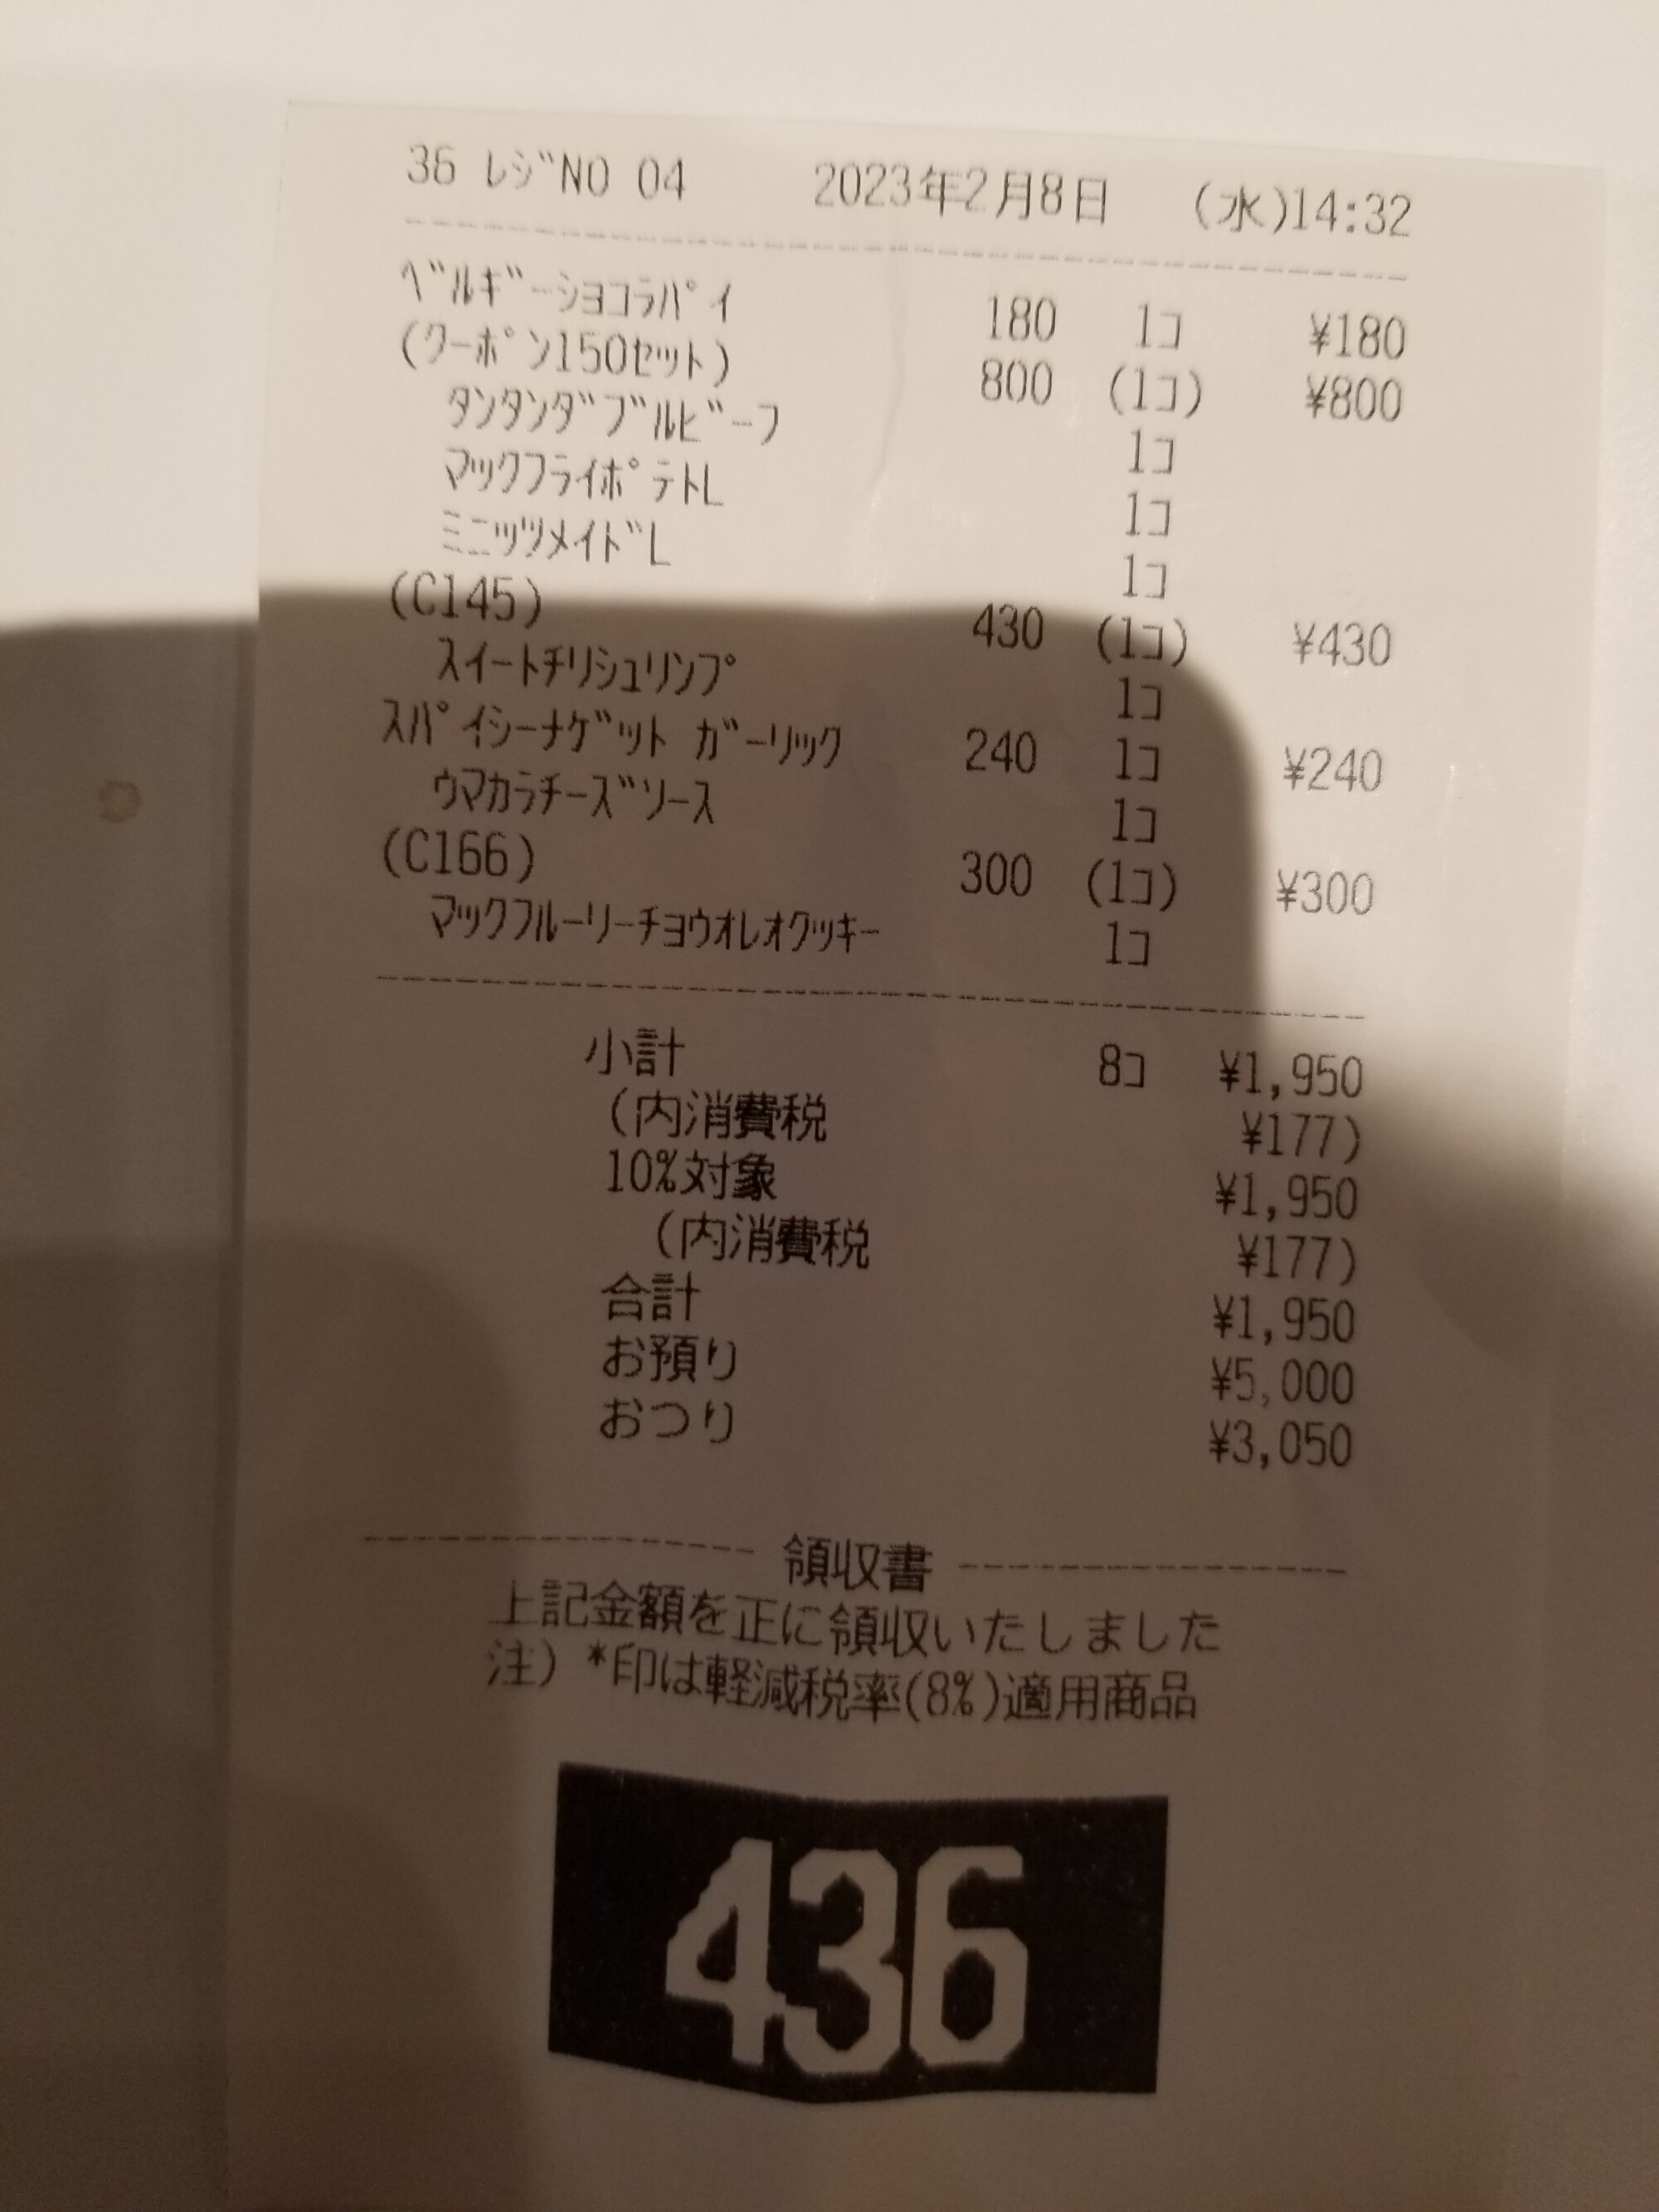 36 ﾚｼﾞNO 04 2023年2月8日 (水)14:32
ﾍﾞﾙｷﾞｰｼヨｺﾗﾊﾟｲ 180 1ｺ ¥180
(ｸｰﾎﾟﾝ150ｾｯﾄ) 800 (1ｺ) ¥800
ﾀﾝﾀﾝﾀﾞﾌﾞﾙﾋﾞｰﾌ 1ｺ
ﾏｯｸﾌﾗｲﾎﾟﾃﾄL 1ｺ
ﾐﾆｯﾂﾒｲﾄﾞL 1ｺ
(C145) 430 (1ｺ) ¥430
ｽｲｰﾄﾁﾘｼｭﾘﾝﾌﾟ 1ｺ
ｽﾊﾟｲｼｰﾅｹﾞｯﾄ ｶﾞｰﾘｯｸ 240 1ｺ ¥240
ｳﾏｶﾗﾁｰｽﾞｿｰｽ 1ｺ
(C166) 300 (1ｺ) ¥300
ﾏｯｸﾌﾙｰﾘｰﾁﾖｳｵﾚｵｸｯｷｰ 1ｺ
小計 8ｺ ¥1,950
(内消費税 ¥177)
10%対象 ¥1,950
(内消費税 ¥177)
合計 ¥1,950
お預り ¥5,000
おつり ¥3,050
領収書
上記金額を正に領収いたしました
注) *印は軽減税率(8%)適用商品
436